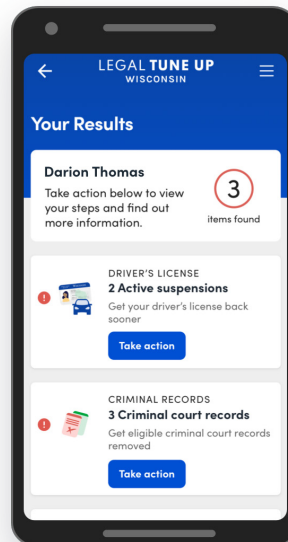 LEGAL TUNE UP
WISCONSIN
Your Results
Darion Thomas
Take action below to view
your steps and find out
more information.
3
items found
DRIVER'S LICENSE
2 Active suspensions
Get your driver's license back
sooner
Take action
CRIMINAL RECORDS
3 Criminal court records
Get eligible criminal court records
removed
Take action